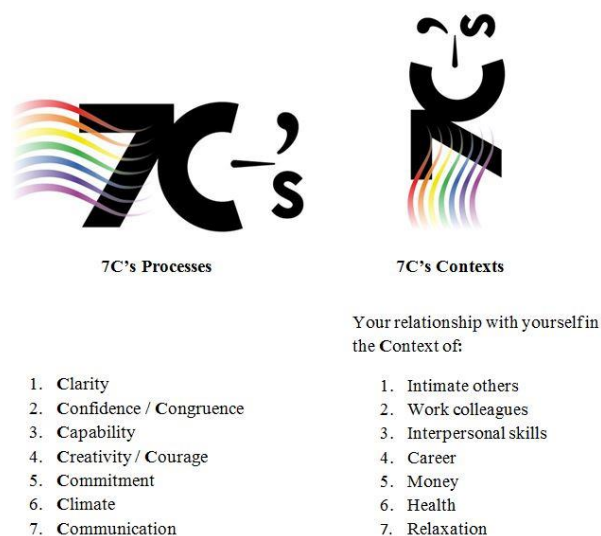 7C's
7C's
7C's Processes
7C's Contexts
Your relationship with yourself in
the Context of:
1. Clarity
2. Confidence / Congruence
3. Capability
4. Creativity / Courage
5. Commitment
6. Climate
7. Communication
1. Intimate others
2. Work colleagues
3. Interpersonal skills
4. Career
5. Money
6. Health
7. Relaxation